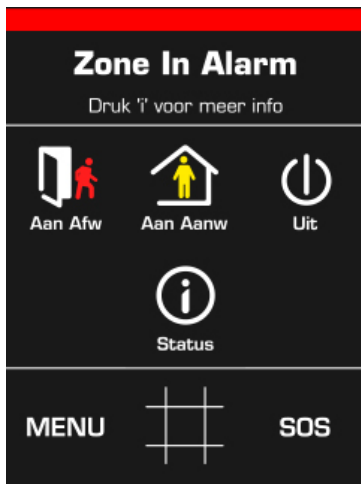 Zone In Alarm
Druk 'i' voor meer info
Aan Afw
Aan Aanw
Uit
Status
MENU
SOS